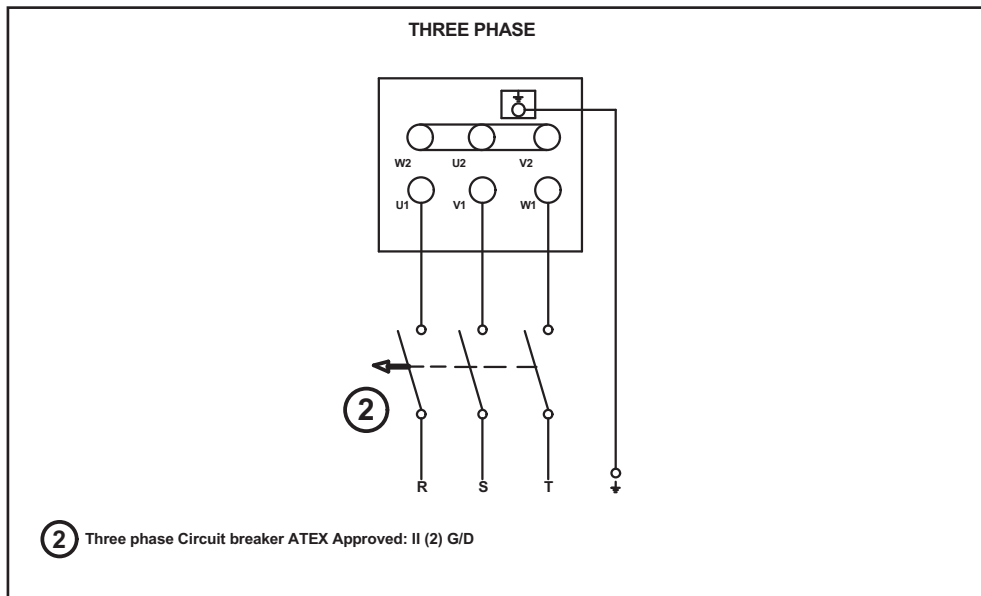 THREE PHASE
W2 U2 V2
U1 V1 W1
2
R S T
2 Three phase Circuit breaker ATEX Approved: II (2) G/D